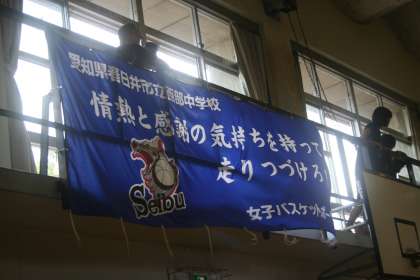 愛知県春日井市立西部中学校
情熱と感謝の気持ちを持って
走りつづけろ!
Seibu
女子バスケットボー